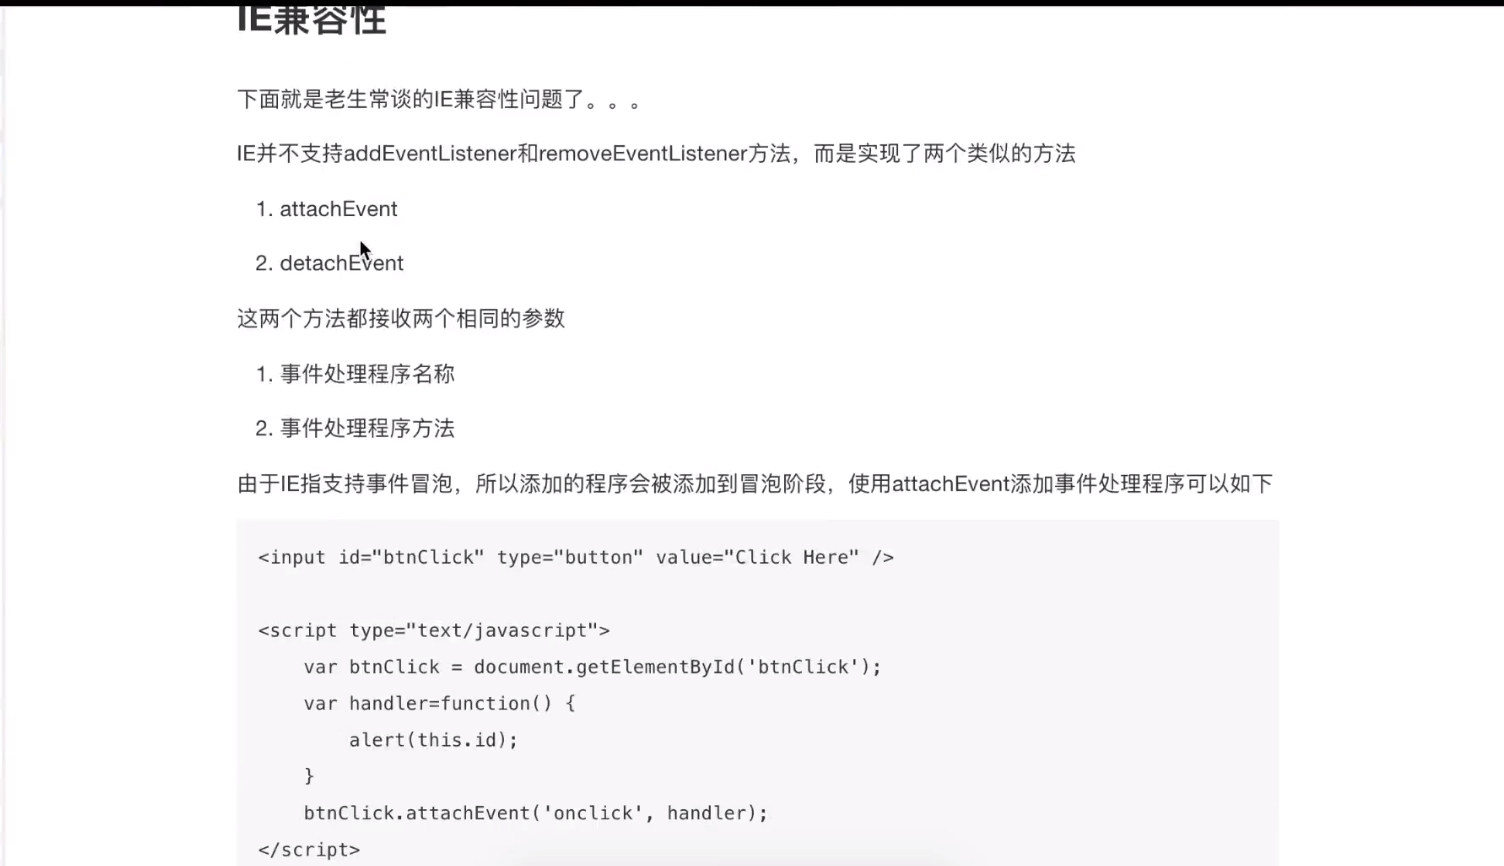 IE兼容性
下面就是老生常谈的IE兼容性问题了。。。
IE并不支持addEventListener和removeEventListener方法，而是实现了两个类似的方法
1. attachEvent
2. detachEvent
这两个方法都接收两个相同的参数
1. 事件处理程序名称
2. 事件处理程序方法
由于IE指支持事件冒泡，所以添加的程序会被添加到冒泡阶段，使用attachEvent添加事件处理程序可以如下
<input id="btnClick" type="button" value="Click Here" />
<script type="text/javascript">
    var btnClick = document.getElementById('btnClick');
    var handler=function() {
        alert(this.id);
    }
    btnClick.attachEvent('onclick', handler);
</script>